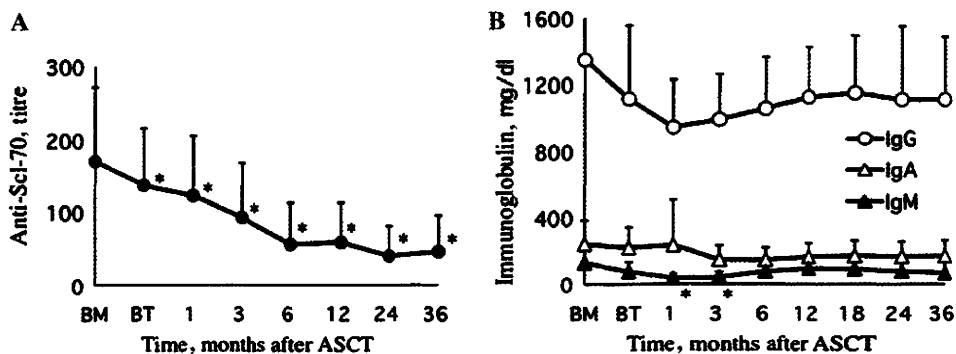 A
Anti-Scl-70, titre
300
200
100
0
*
*
*
*
*
*
*
BM BT 1 3 6 12 24 36
Time, months after ASCT
B
Immunoglobulin, mg/dl
1600
1200
800
400
0
IgG
IgA
IgM
* *
BM BT 1 3 6 12 18 24 36
Time, months after ASCT